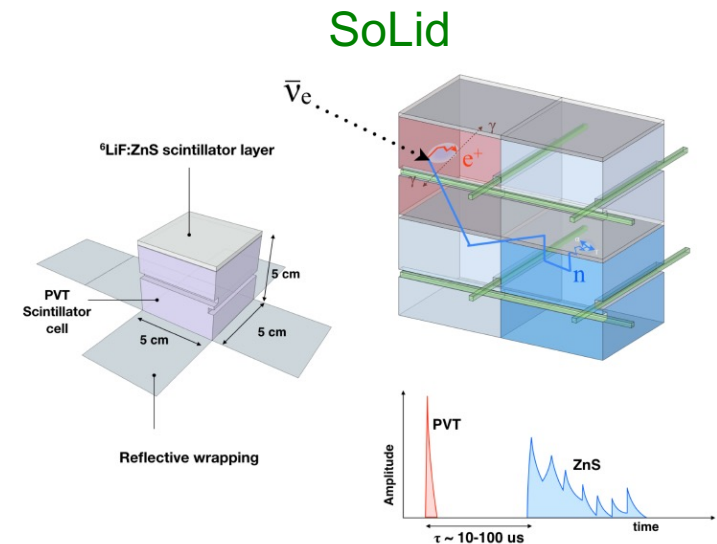 SoLid
ν̄e
⁶LiF:ZnS scintillator layer
γ
e⁺
γ
5 cm
PVT
Scintillator
cell
5 cm
5 cm
n
Reflective wrapping
PVT
ZnS
Amplitude
time
τ ~ 10-100 us